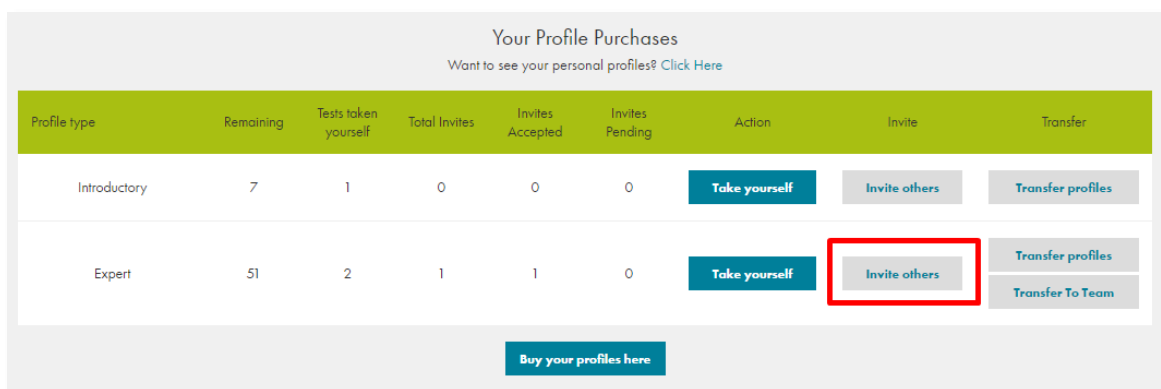 Your Profile Purchases
Want to see your personal profiles? Click Here
Profile type Remaining Tests taken yourself Total Invites Invites Accepted Invites Pending Action Invite Transfer
Introductory 7 1 0 0 0 Take yourself Invite others Transfer profiles
Expert 51 2 1 1 0 Take yourself Invite others Transfer profiles
Transfer To Team
Buy your profiles here